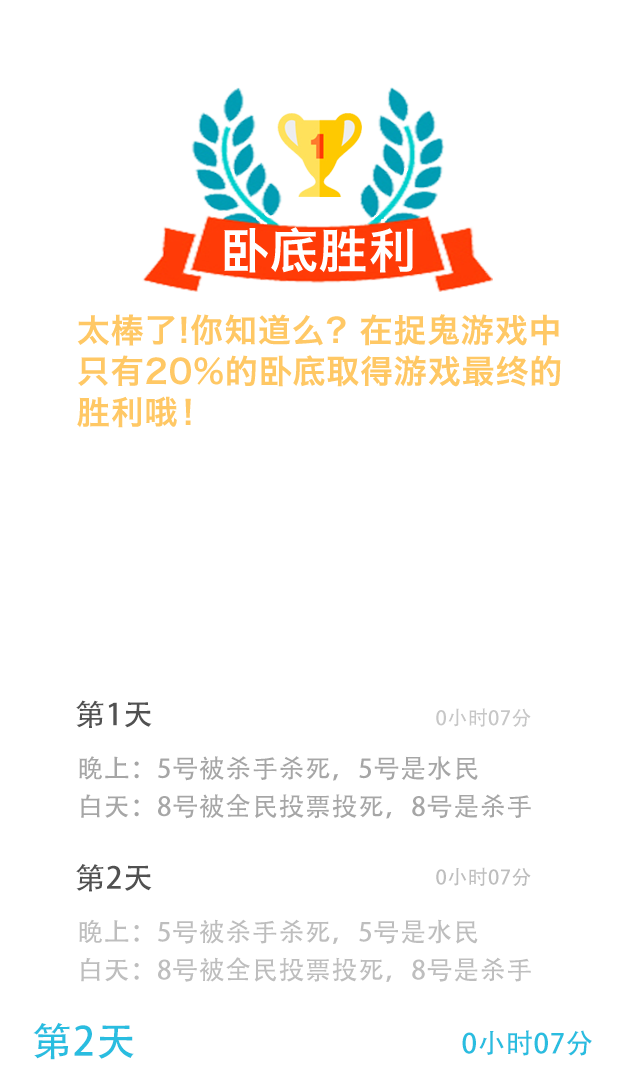 1
卧底胜利
太棒了!你知道么？在捉鬼游戏中
只有20%的卧底取得游戏最终的
胜利哦！
第1天 0小时07分
晚上：5号被杀手杀死，5号是水民
白天：8号被全民投票投死，8号是杀手
第2天 0小时07分
晚上：5号被杀手杀死，5号是水民
白天：8号被全民投票投死，8号是杀手
第2天 0小时07分